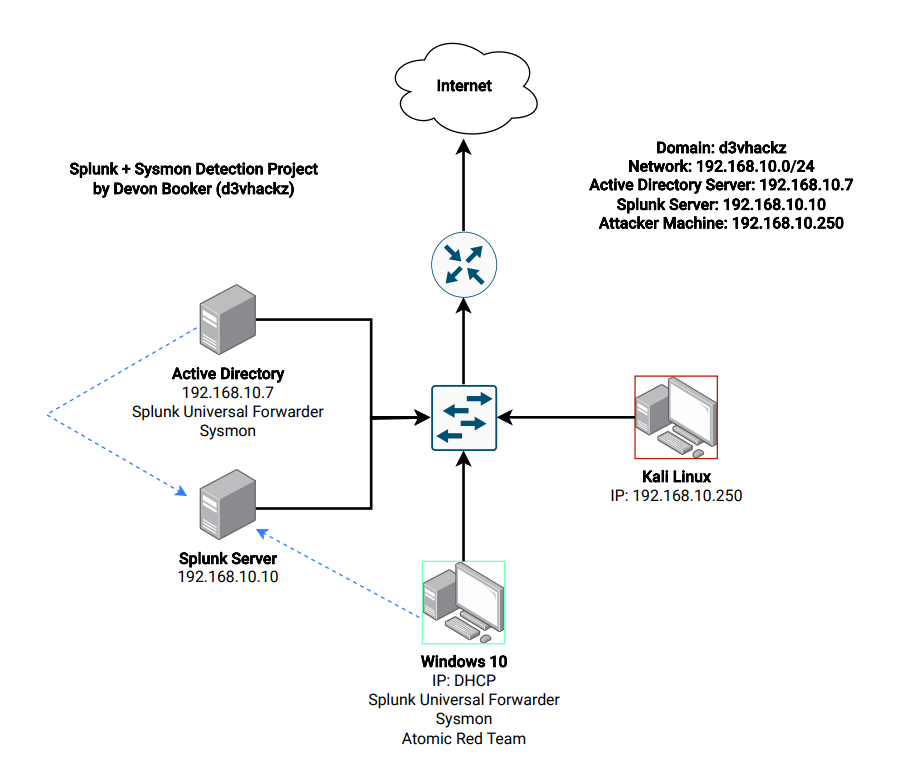 Internet
Splunk + Sysmon Detection Project
by Devon Booker (d3vhackz)
Domain: d3vhackz
Network: 192.168.10.0/24
Active Directory Server: 192.168.10.7
Splunk Server: 192.168.10.10
Attacker Machine: 192.168.10.250
Active Directory
192.168.10.7
Splunk Universal Forwarder
Sysmon
Kali Linux
IP: 192.168.10.250
Splunk Server
192.168.10.10
Windows 10
IP: DHCP
Splunk Universal Forwarder
Sysmon
Atomic Red Team